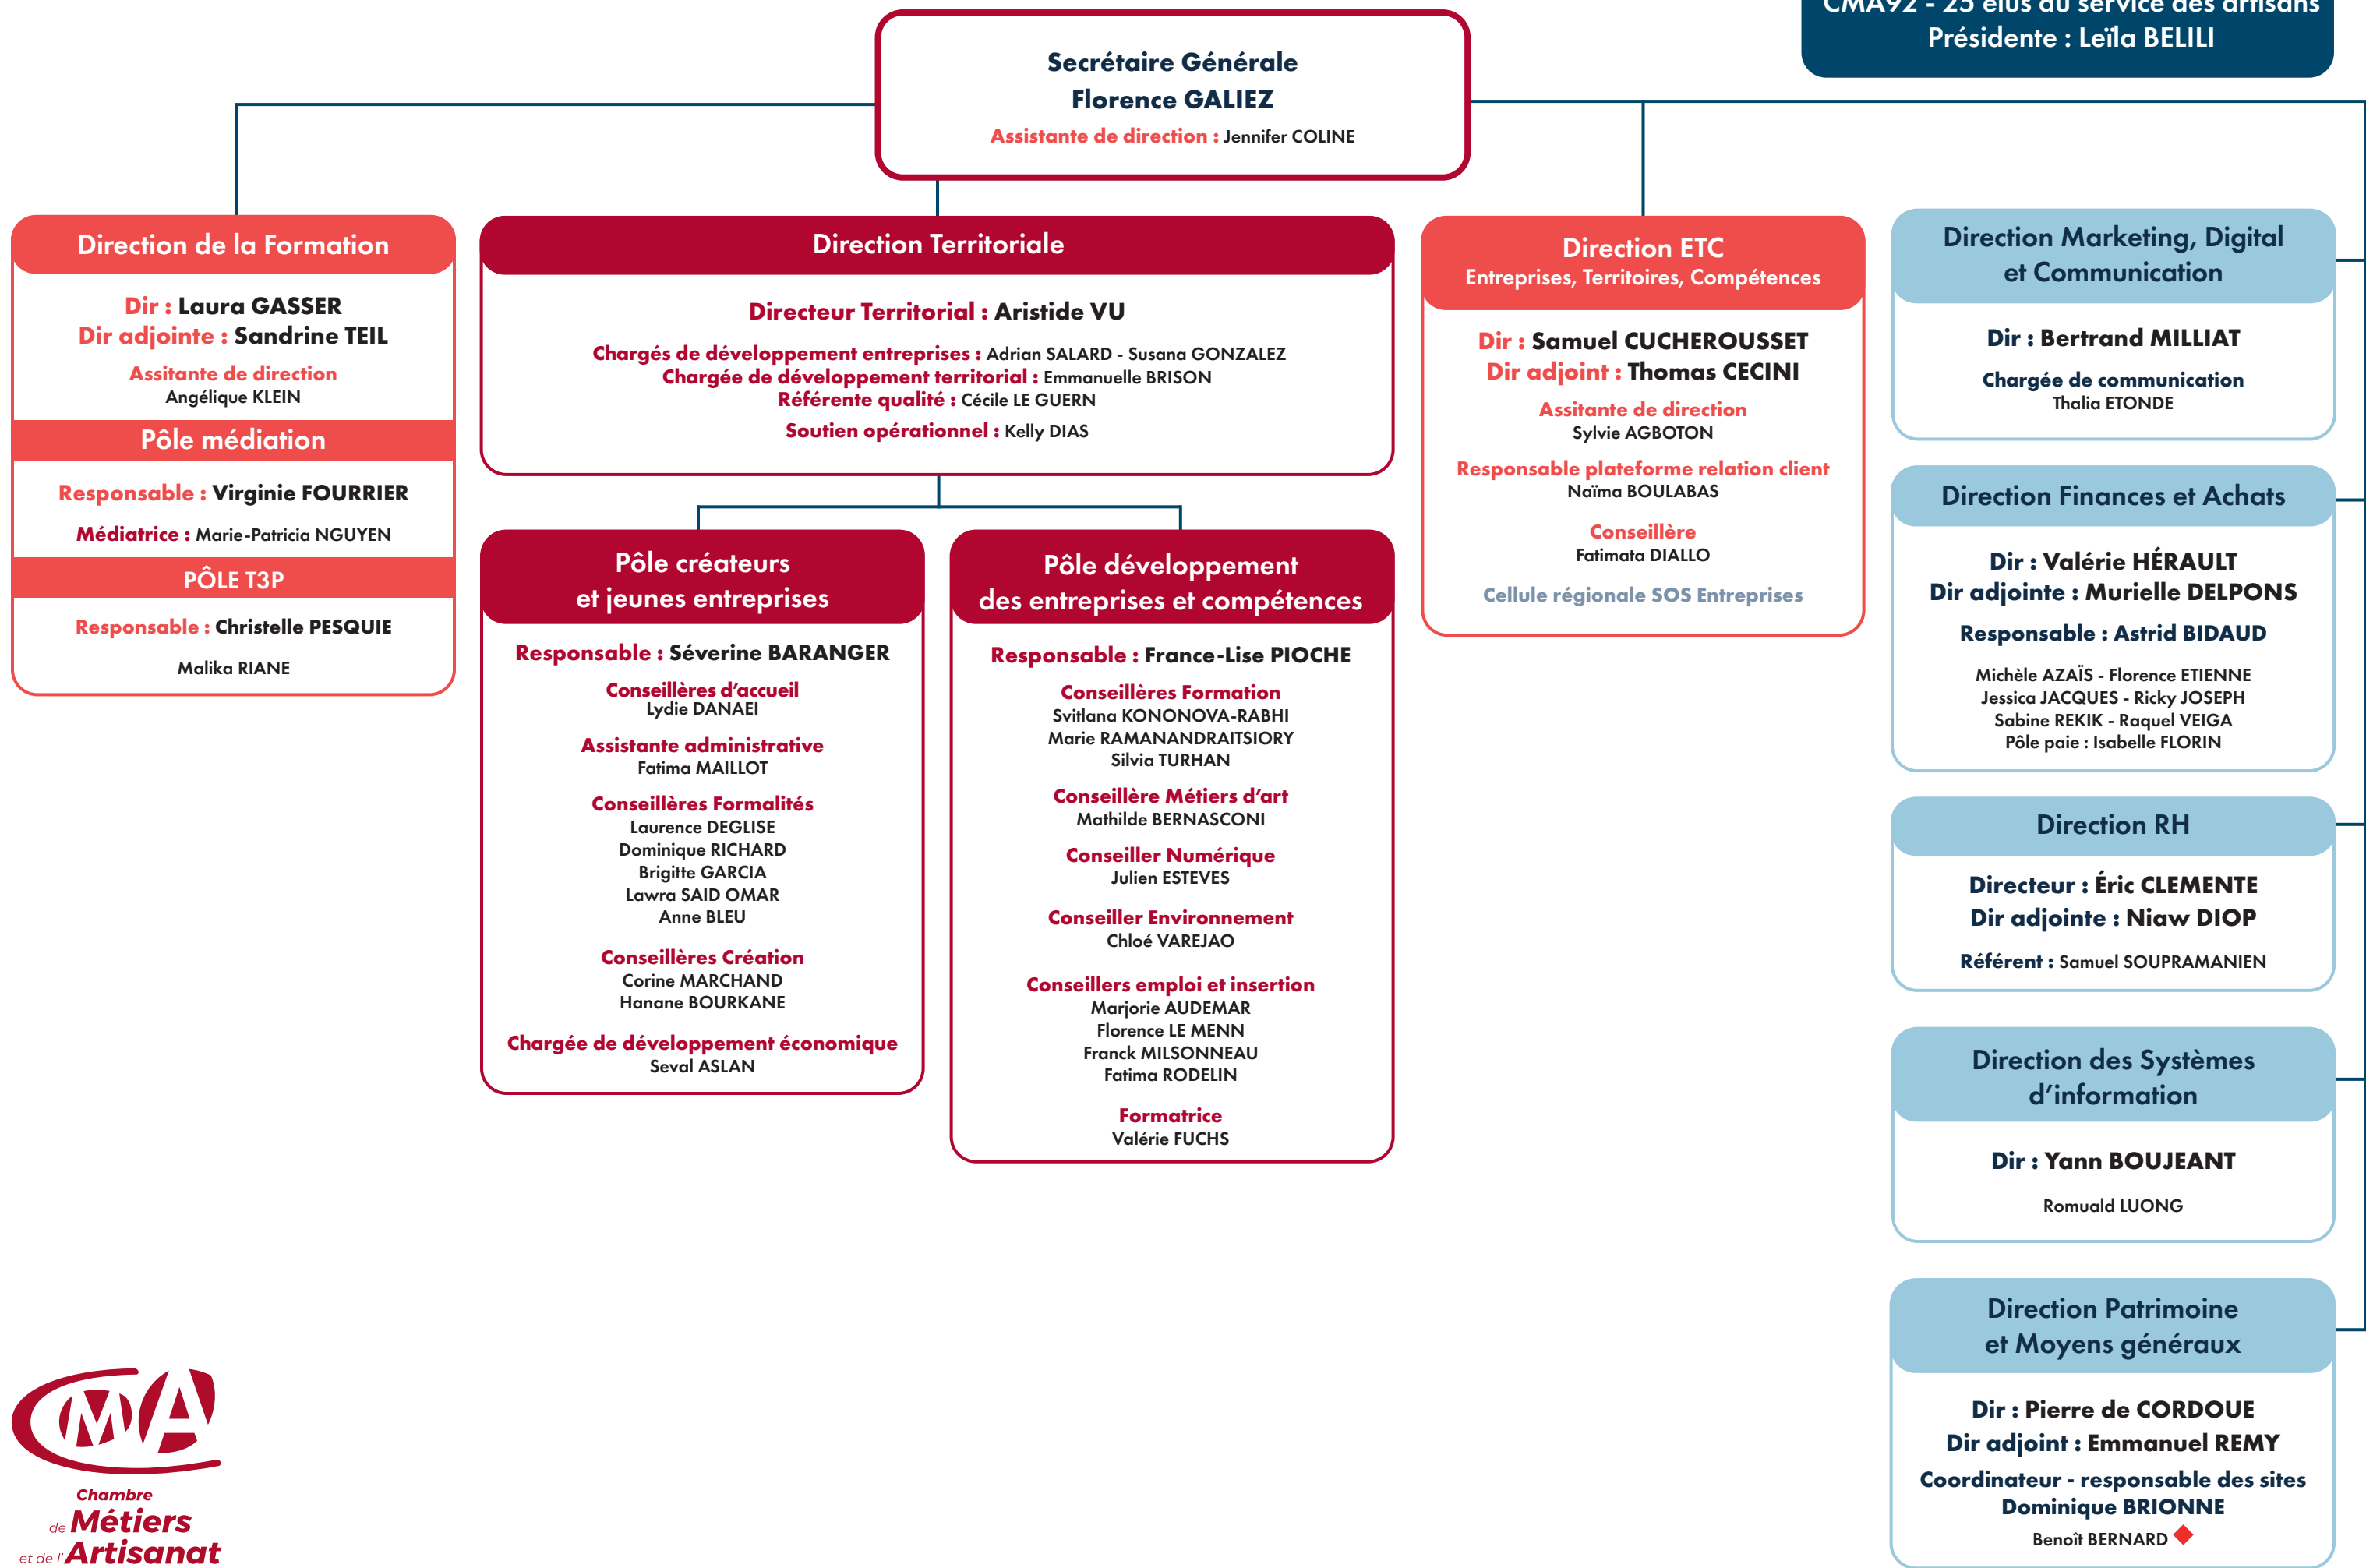 CMA92 - 25 élus au service des artisans
Présidente : Leïla BELILI
Secrétaire Générale
Florence GALIEZ
Assistante de direction : Jennifer COLINE
Direction de la Formation
Dir : Laura GASSER
Dir adjointe : Sandrine TEIL
Assitante de direction
Angélique KLEIN
Pôle médiation
Responsable : Virginie FOURRIER
Médiatrice : Marie-Patricia NGUYEN
PÔLE T3P
Responsable : Christelle PESQUIE
Malika RIANE
Direction Territoriale
Directeur Territorial : Aristide VU
Chargés de développement entreprises : Adrian SALARD - Susana GONZALEZ
Chargée de développement territorial : Emmanuelle BRISON
Référente qualité : Cécile LE GUERN
Soutien opérationnel : Kelly DIAS
Pôle créateurs
et jeunes entreprises
Responsable : Séverine BARANGER
Conseillères d’accueil
Lydie DANAEI
Assistante administrative
Fatima MAILLOT
Conseillères Formalités
Laurence DEGLISE
Dominique RICHARD
Brigitte GARCIA
Lawra SAID OMAR
Anne BLEU
Conseillères Création
Corine MARCHAND
Hanane BOURKANE
Chargée de développement économique
Seval ASLAN
Pôle développement
des entreprises et compétences
Responsable : France-Lise PIOCHE
Conseillères Formation
Svitlana KONONOVA-RABHI
Marie RAMANANDRAITSIORY
Silvia TURHAN
Conseillère Métiers d’art
Mathilde BERNASCONI
Conseiller Numérique
Julien ESTEVES
Conseiller Environnement
Chloé VAREJAO
Conseillers emploi et insertion
Marjorie AUDEMAR
Florence LE MENN
Franck MILSONNEAU
Fatima RODELIN
Formatrice
Valérie FUCHS
Direction ETC
Entreprises, Territoires, Compétences
Dir : Samuel CUCHEROUSSET
Dir adjoint : Thomas CECINI
Assitante de direction
Sylvie AGBOTON
Responsable plateforme relation client
Naïma BOULABAS
Conseillère
Fatimata DIALLO
Cellule régionale SOS Entreprises
Direction Marketing, Digital
et Communication
Dir : Bertrand MILLIAT
Chargée de communication
Thalia ETONDE
Direction Finances et Achats
Dir : Valérie HÉRAULT
Dir adjointe : Murielle DELPONS
Responsable : Astrid BIDAUD
Michèle AZAÏS - Florence ETIENNE
Jessica JACQUES - Ricky JOSEPH
Sabine REKIK - Raquel VEIGA
Pôle paie : Isabelle FLORIN
Direction RH
Directeur : Éric CLEMENTE
Dir adjointe : Niaw DIOP
Référent : Samuel SOUPRAMANIEN
Direction des Systèmes
d’information
Dir : Yann BOUJEANT
Romuald LUONG
Direction Patrimoine
et Moyens généraux
Dir : Pierre de CORDOUE
Dir adjoint : Emmanuel REMY
Coordinateur - responsable des sites
Dominique BRIONNE
Benoît BERNARD
CMA
Chambre
de Métiers
et de l’Artisanat